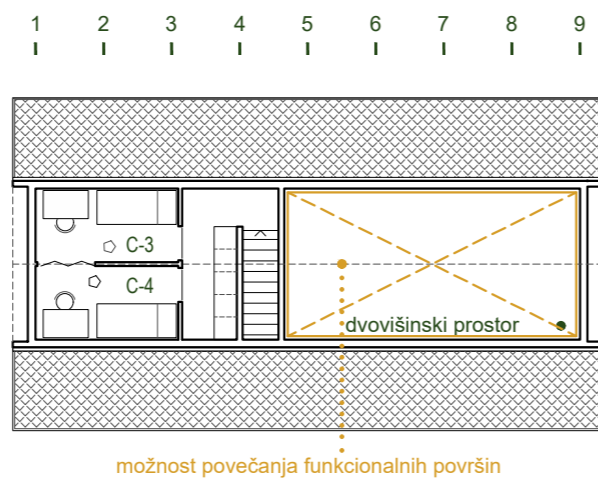 1 2 3 4 5 6 7 8 9
C-3
C-4
dvovišinski prostor
možnost povečanja funkcionalnih površin